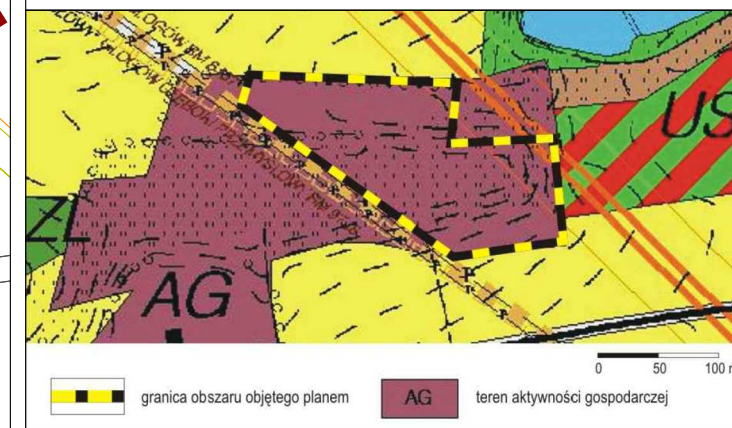 US
ZL
AG
0 50 100 m
granica obszaru objętego planem
AG teren aktywności gospodarczej